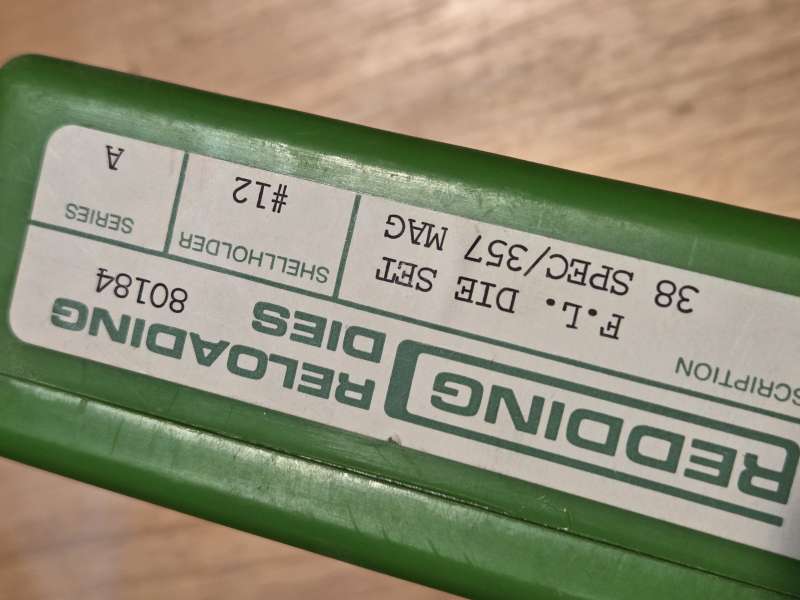 REDDING RELOADING
DIES 80184
SCRIPTION
F.L. DIE SET
38 SPEC/357 MAG
SHELLHOLDER
#12
SERIES
A